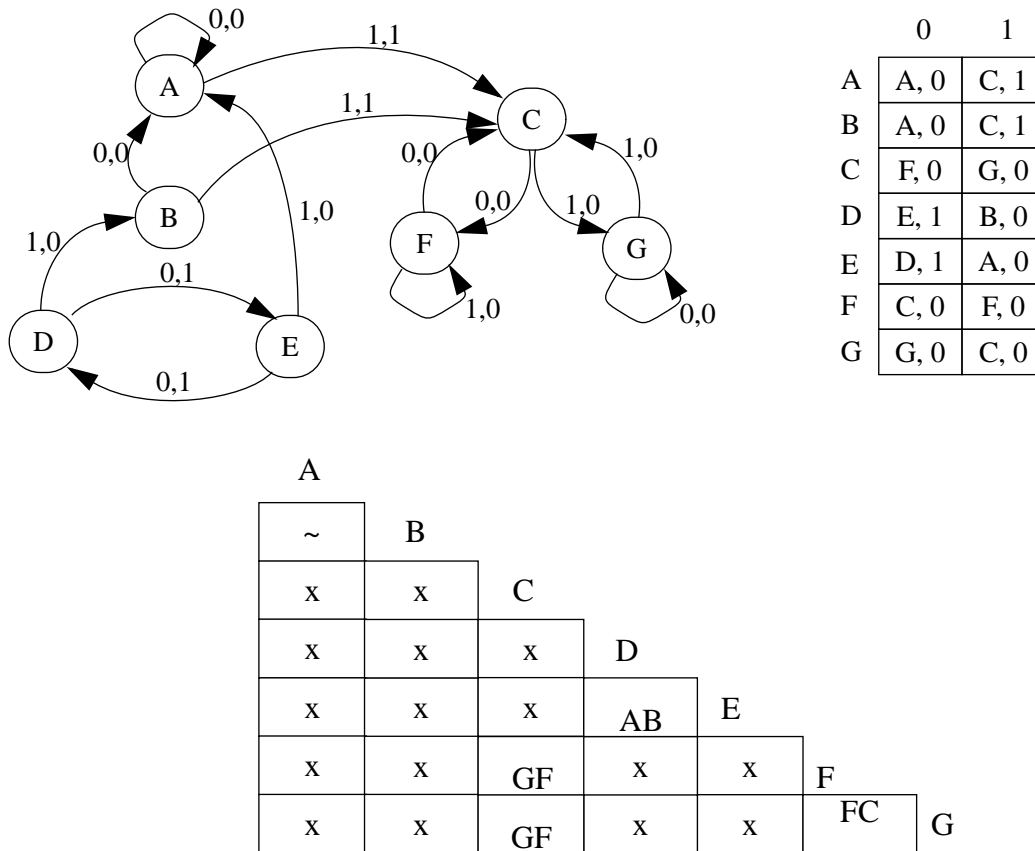 0,0
1,1
A
C
1,1
0,0
0,0
1,0
B
0,0
1,0
1,0
F
G
1,0
0,1
1,0
0,0
D
E
0,1
0 1
A A, 0 C, 1
B A, 0 C, 1
C F, 0 G, 0
D E, 1 B, 0
E D, 1 A, 0
F C, 0 F, 0
G G, 0 C, 0
A
~ B
x x C
x x x D
x x x AB E
x x GF x x F
x x GF x x FC G